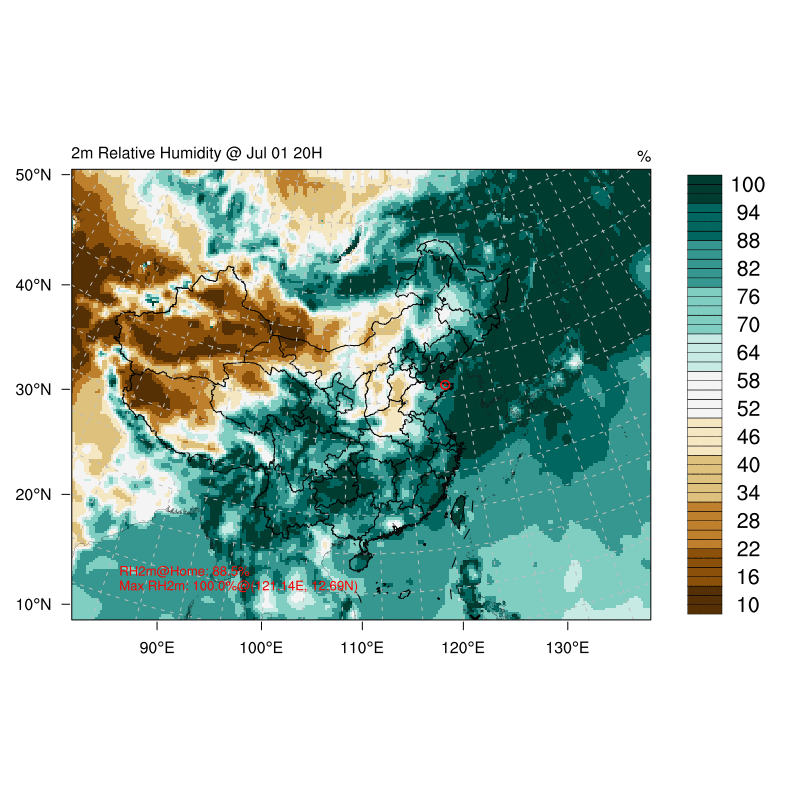 2m Relative Humidity @ Jul 01 20H
%
50°N
40°N
30°N
20°N
10°N
90°E
100°E
110°E
120°E
130°E
100
94
88
82
76
70
64
58
52
46
40
34
28
22
16
10
RH2m@Home:
Max RH2m: 100.0%@(121.14E, 12.69N)